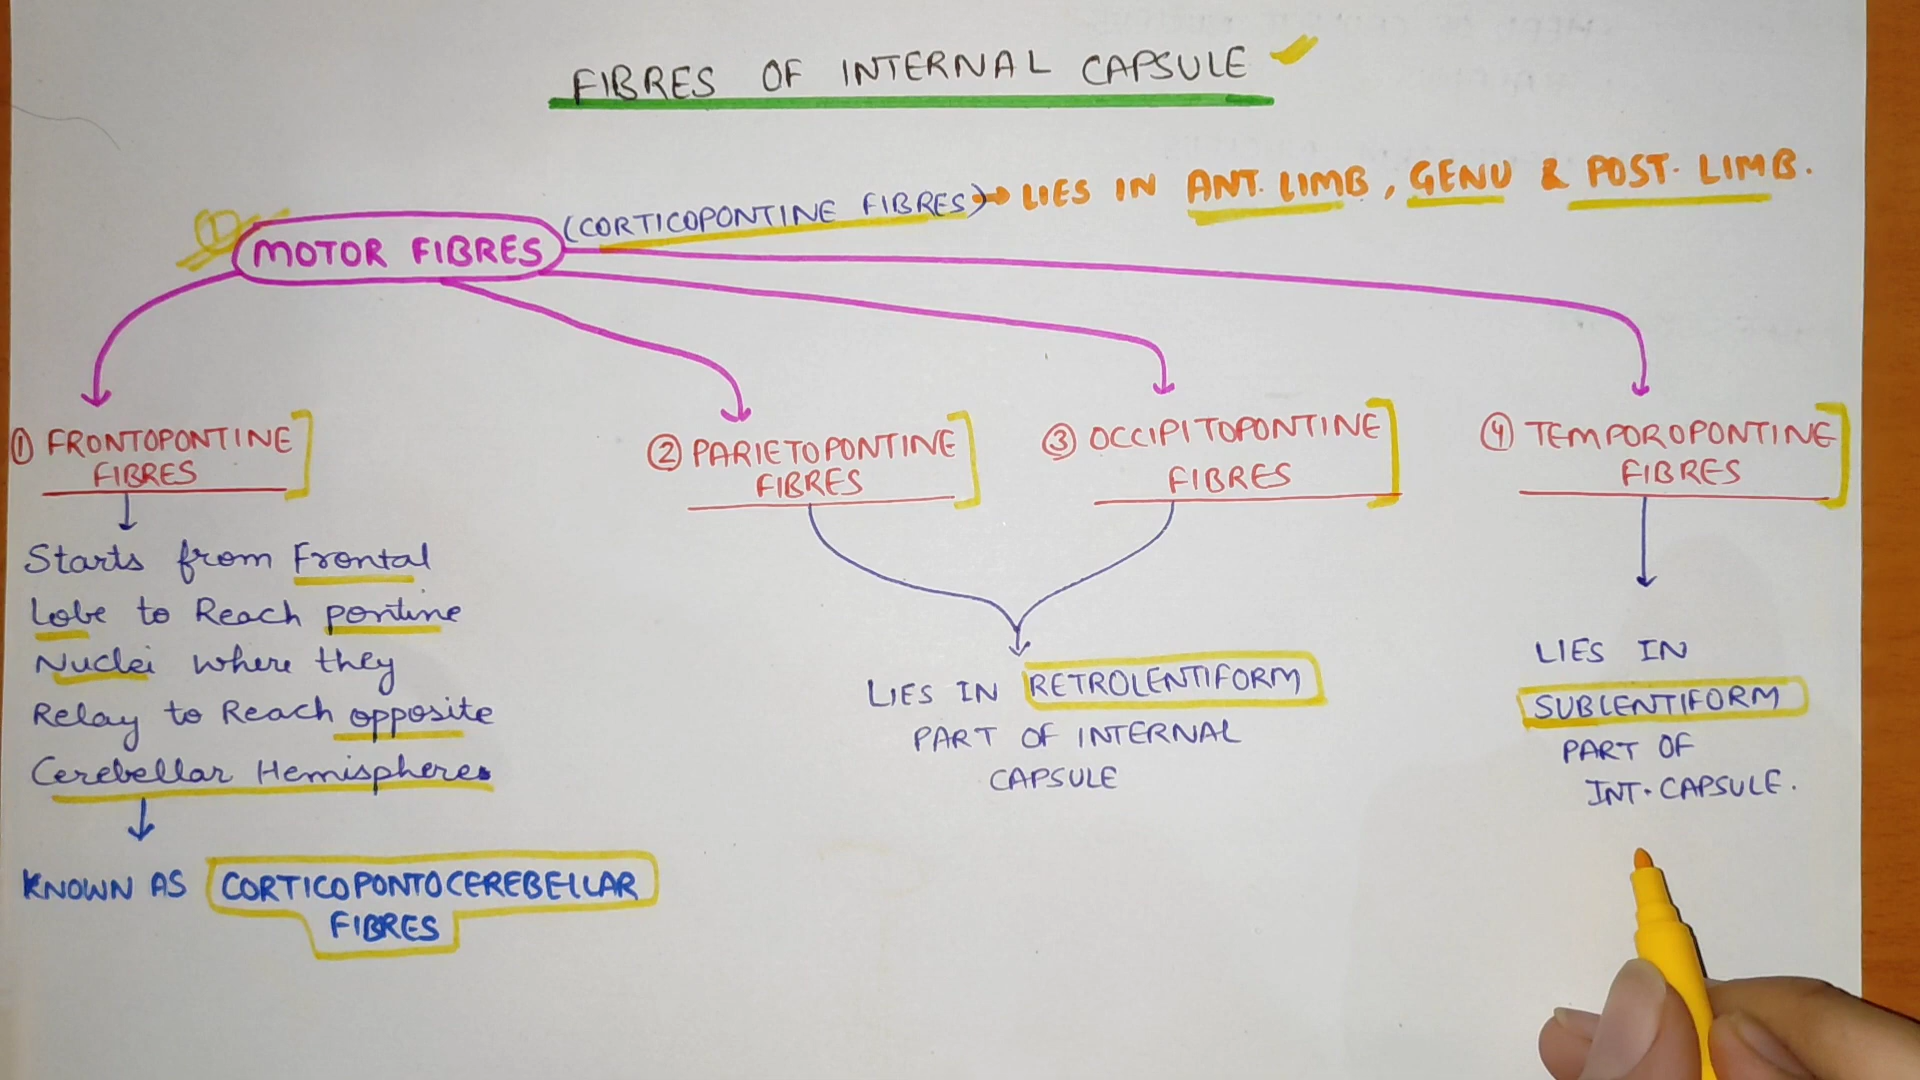 FIBRES OF INTERNAL CAPSULE
① MOTOR FIBRES (CORTICOPONTINE FIBRES) → LIES IN ANT. LIMB, GENU & POST. LIMB.
① FRONTOPONTINE
FIBRES
Starts from Frontal
Lobe to Reach pontine
Nuclei where they
Relay to Reach opposite
Cerebellar Hemisphere.
KNOWN AS CORTICOPONTOCEREBELLAR
FIBRES
② PARIETOPONTINE
FIBRES
③ OCCIPITOPONTINE
FIBRES
LIES IN RETROLENTIFORM
PART OF INTERNAL
CAPSULE
④ TEMPOROPONTINE
FIBRES
LIES IN
SUBLENTIFORM
PART OF
INT. CAPSULE.